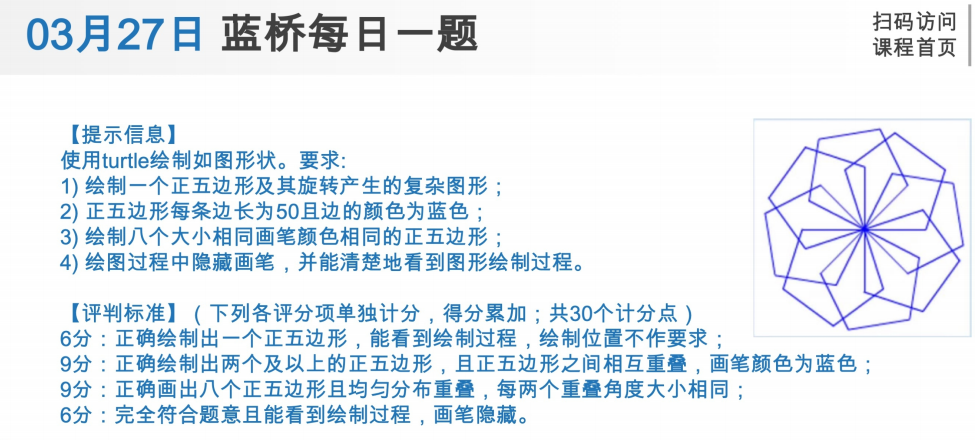 03月27日 蓝桥每日一题
扫码访问
课程首页
【提示信息】
使用turtle绘制如图形状。要求:
1) 绘制一个正五边形及其旋转产生的复杂图形；
2) 正五边形每条边长为50且边的颜色为蓝色；
3) 绘制八个大小相同画笔颜色相同的正五边形；
4) 绘图过程中隐藏画笔，并能清楚地看到图形绘制过程。
【评判标准】（下列各评分项单独计分，得分累加；共30个计分点）
6分：正确绘制出一个正五边形，能看到绘制过程，绘制位置不作要求；
9分：正确绘制出两个及以上的正五边形，且正五边形之间相互重叠，画笔颜色为蓝色；
9分：正确画出八个正五边形且均匀分布重叠，每两个重叠角度大小相同；
6分：完全符合题意且能看到绘制过程，画笔隐藏。